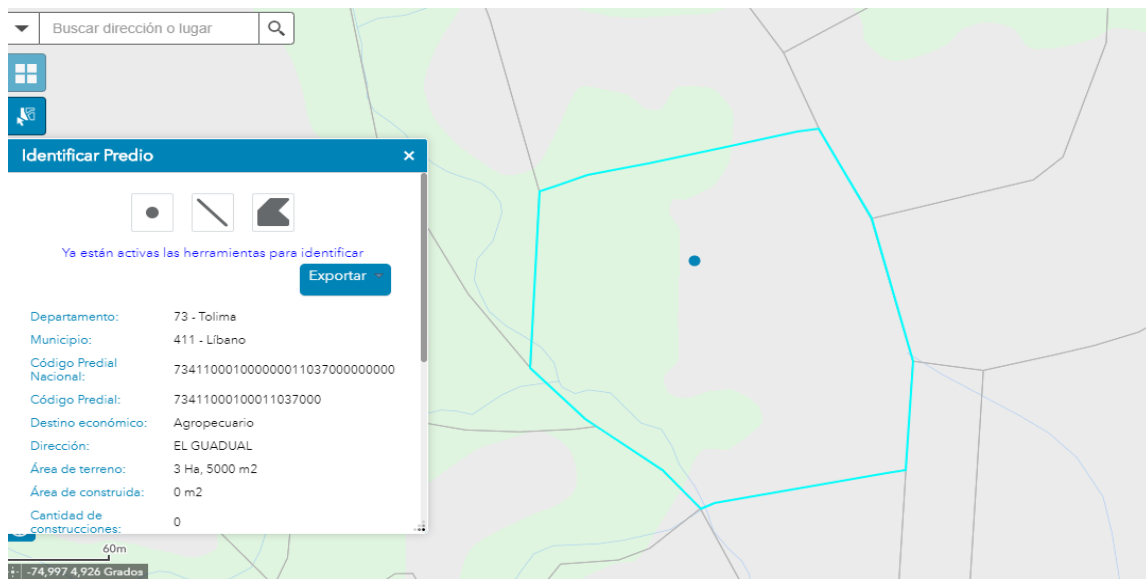 Buscar dirección o lugar
Identificar Predio
Ya están activas las herramientas para identificar
Exportar
Departamento: 73 - Tolima
Municipio: 411 - Líbano
Código Predial
Nacional: 734110001000000011037000000000
Código Predial: 73411000100011037000
Destino económico: Agropecuario
Dirección: EL GUADUAL
Área de terreno: 3 Ha, 5000 m2
Área de construida: 0 m2
Cantidad de
construcciones: 0
60m
-74,997 4,926 Grados